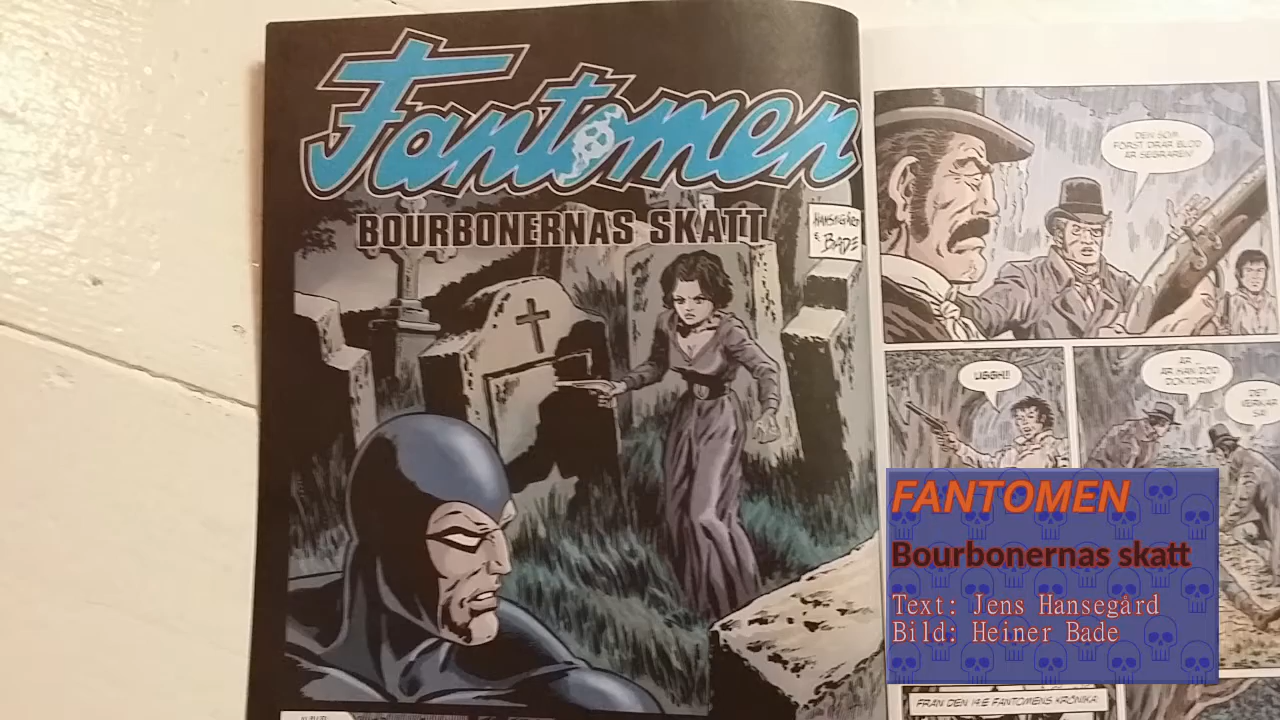 Fantomen
BOURBONERNAS SKATT
HANSEGÅRD
& BADE
DEN SOM
FÖRST DRAR BLOD
ÄR SEGRAREN!
UGGH!!
ÄR...
ÄR HAN DÖD,
DOKTORN?
DET
VERKAR
SÅ!
FANTOMEN
Bourbonernas skatt
Text: Jens Hansegård
Bild: Heiner Bade
FRÅN DEN 19:E FANTOMENS KRÖNIKA: